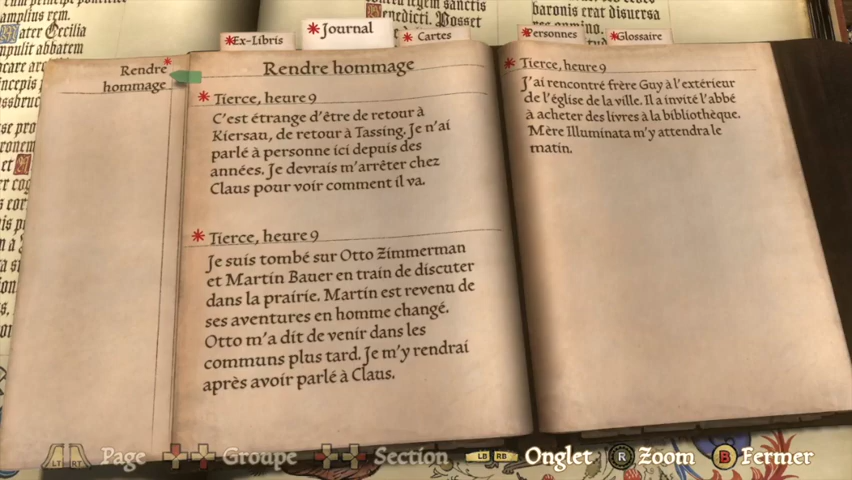 Ex-Libris
Journal
Cartes
Personnes
Glossaire
Rendre
hommage
Rendre hommage
Tierce, heure 9
C'est étrange d'être de retour à
Kiersau, de retour à Tassing. Je n'ai
parlé à personne ici depuis des
années. Je devrais m'arrêter chez
Claus pour voir comment il va.
Tierce, heure 9
Je suis tombé sur Otto Zimmerman
et Martin Bauer en train de discuter
dans la prairie. Martin est revenu de
ses aventures en homme changé.
Otto m'a dit de venir dans les
communs plus tard. Je m'y rendrai
après avoir parlé à Claus.
Tierce, heure 9
J'ai rencontré frère Guy à l'extérieur
de l'église de la ville. Il a invité l'abbé
à acheter des livres à la bibliothèque.
Mère Illuminata m'y attendra le
matin.
LT RT Page
Groupe
Section
LB RB Onglet
R Zoom
B Fermer